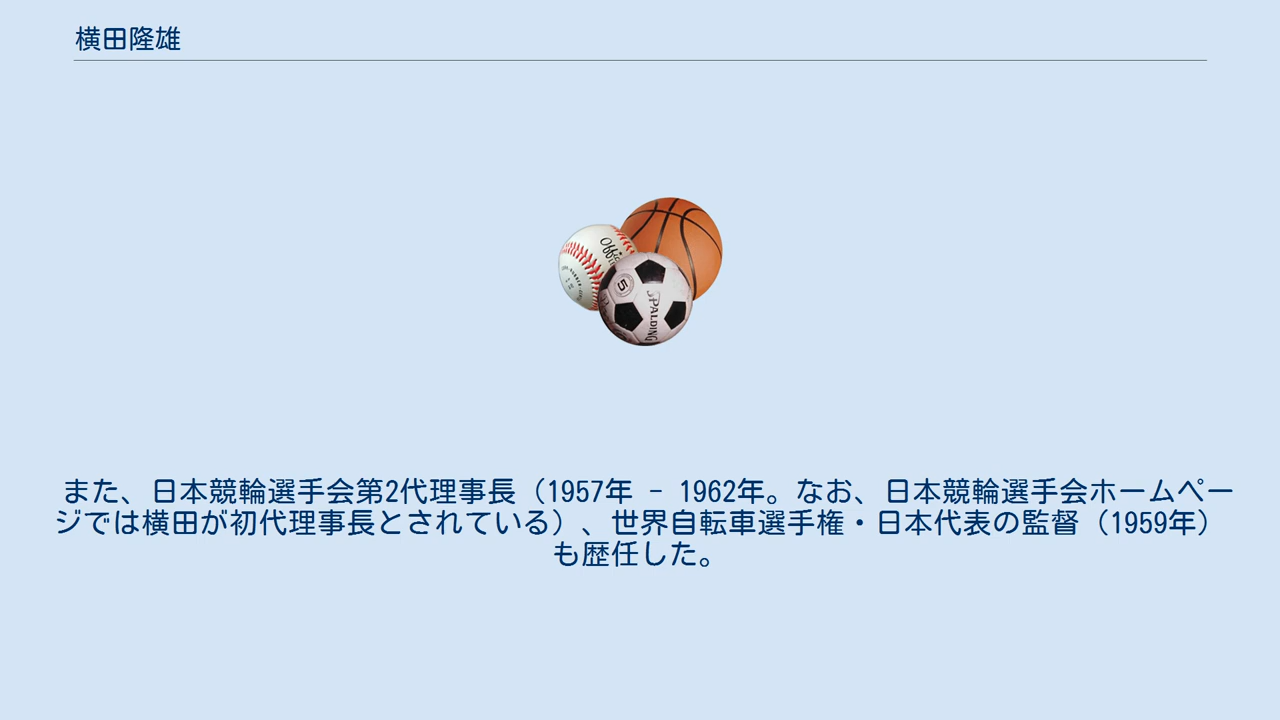 横田隆雄
Offic
5
SPALDING
また、日本競輪選手会第2代理事長（1957年 - 1962年。なお、日本競輪選手会ホームペー
ジでは横田が初代理事長とされている）、世界自転車選手権・日本代表の監督（1959年）
も歴任した。